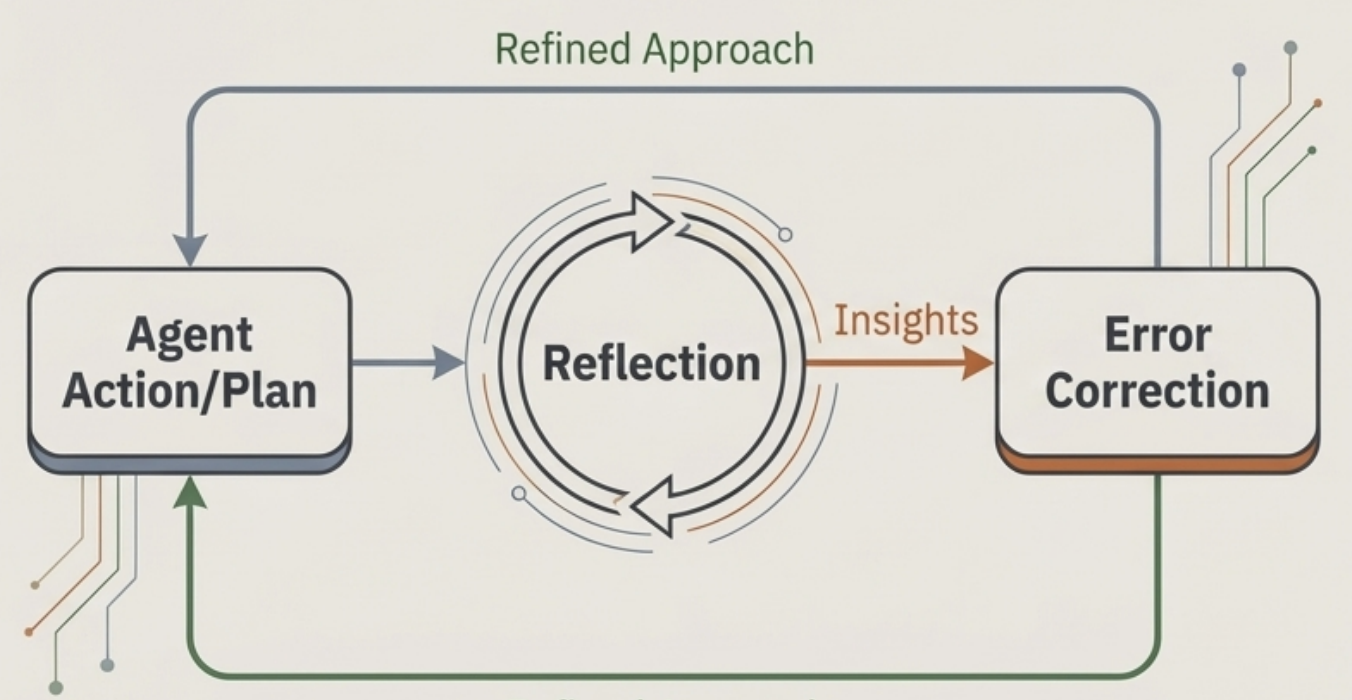 Refined Approach
Agent
Action/Plan
Reflection
Insights
Error
Correction